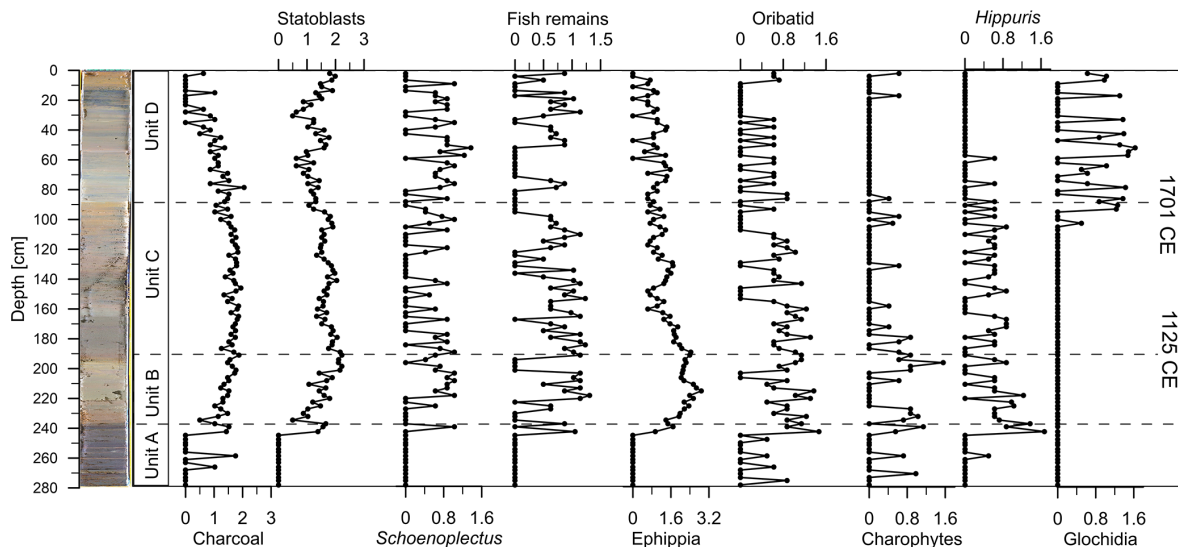 Statoblasts Fish remains Oribatid Hippuris
0 1 2 3 0 0.5 1 1.5 0 0.8 1.6 0 0.8 1.6
Depth [cm]
0
20
40
60
80
100
120
140
160
180
200
220
240
260
280
Unit D
Unit C
Unit B
Unit A
1701 CE
1125 CE
0 1 2 3 0 0.8 1.6 0 1.6 3.2 0 0.8 1.6 0 0.8 1.6
Charcoal Schoenoplectus Ephippia Charophytes Glochidia